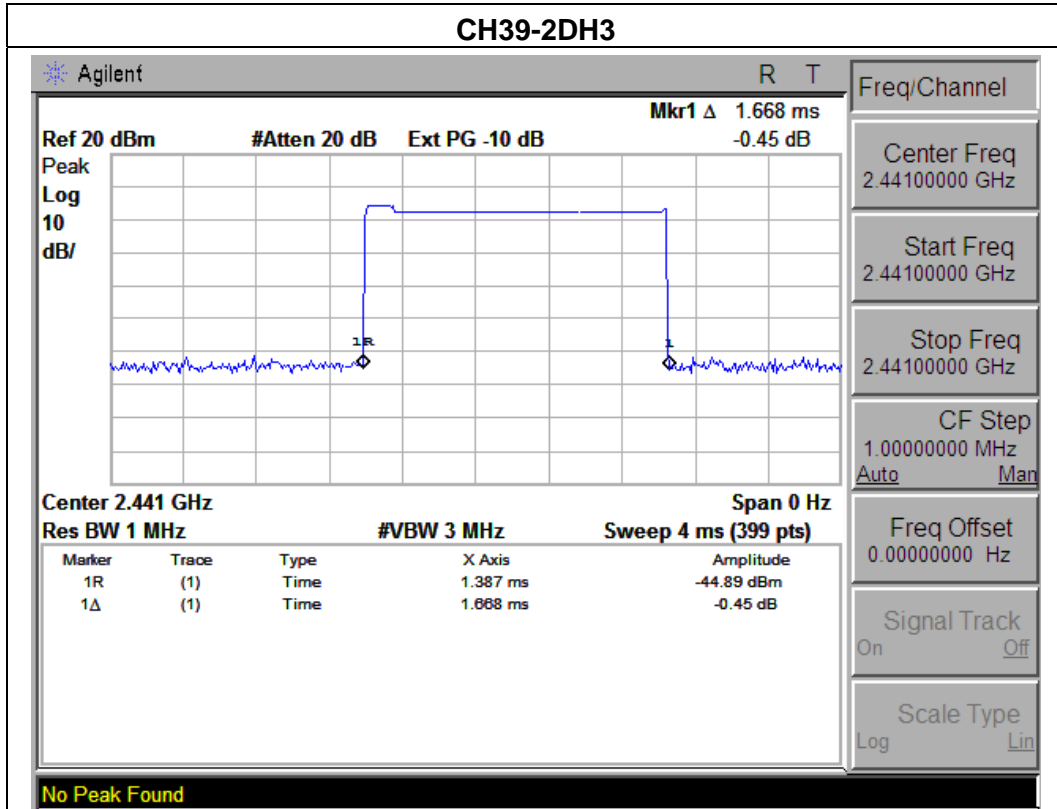 CH39-2DH3
Agilent
R T
Mkr1 Δ 1.668 ms
Ref 20 dBm #Atten 20 dB Ext PG -10 dB -0.45 dB
Peak
Log
10
dB/
1R
1
Center 2.441 GHz Span 0 Hz
Res BW 1 MHz #VBW 3 MHz Sweep 4 ms (399 pts)
Marker Trace Type X Axis Amplitude
1R (1) Time 1.387 ms -44.89 dBm
1Δ (1) Time 1.668 ms -0.45 dB
No Peak Found
Freq/Channel
Center Freq
2.44100000 GHz
Start Freq
2.44100000 GHz
Stop Freq
2.44100000 GHz
CF Step
1.00000000 MHz
Auto Man
Freq Offset
0.00000000 Hz
Signal Track
On Off
Scale Type
Log Lin